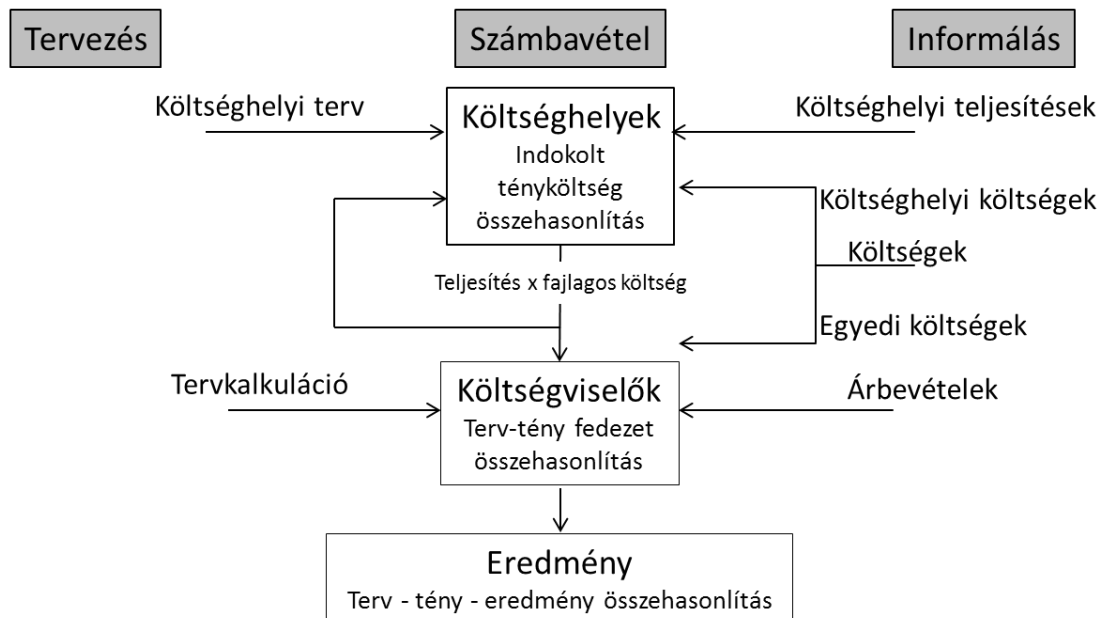 Tervezés
Számbavétel
Informálás
Költséghelyi terv
Költséghelyek
Indokolt
tényköltség
összehasonlítás
Költséghelyi teljesítések
Költséghelyi költségek
Költségek
Teljesítés x fajlagos költség
Egyedi költségek
Tervkalkuláció
Költségviselők
Terv-tény fedezet
összehasonlítás
Árbevételek
Eredmény
Terv - tény - eredmény összehasonlítás